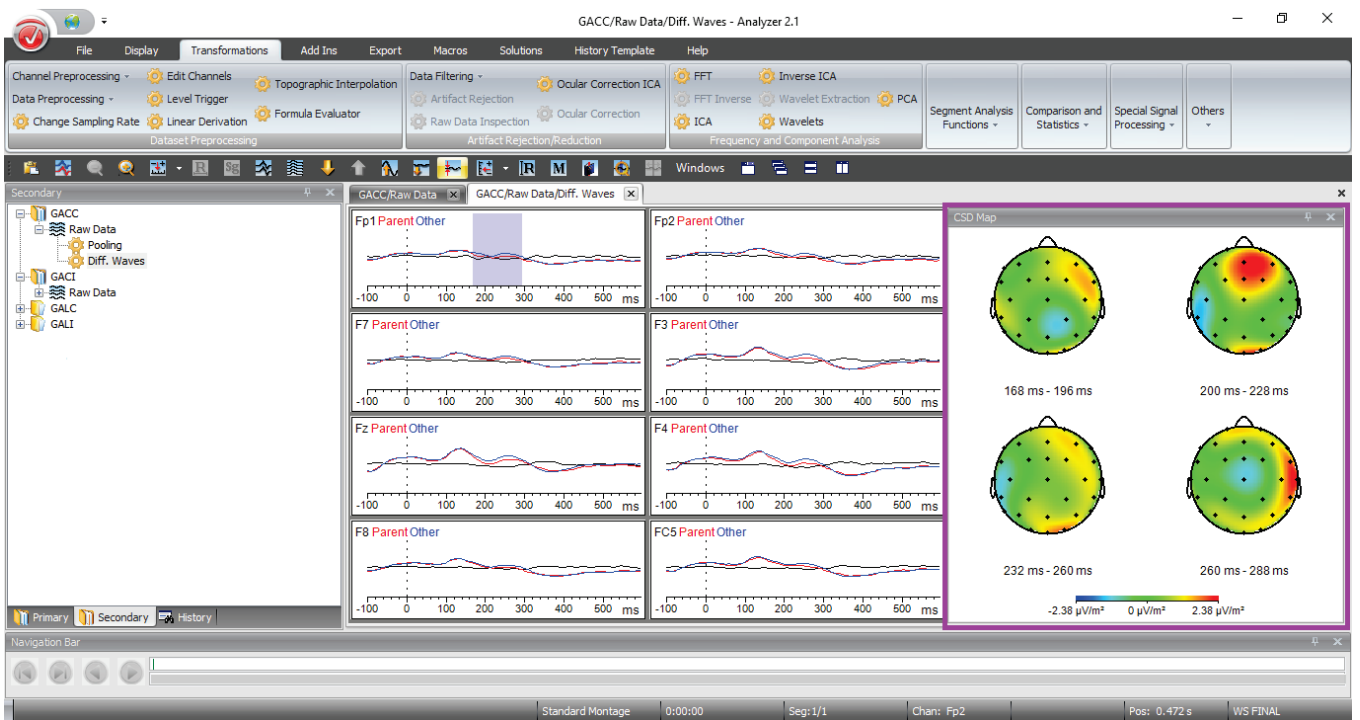 GACC/Raw Data/Diff. Waves - Analyzer 2.1
File Display Transformations Add Ins Export Macros Solutions History Template Help
Channel Preprocessing
Data Preprocessing
Change Sampling Rate
Edit Channels
Level Trigger
Linear Derivation
Topographic Interpolation
Formula Evaluator
Dataset Preprocessing
Data Filtering
Artifact Rejection
Raw Data Inspection
Ocular Correction ICA
Ocular Correction
Artifact Rejection/Reduction
FFT
FFT Inverse
ICA
Inverse ICA
Wavelet Extraction
Wavelets
PCA
Frequency and Component Analysis
Segment Analysis
Functions
Comparison and
Statistics
Special Signal
Processing
Others
R Sg R M Windows
Secondary
GACC
Raw Data
Pooling
Diff. Waves
GACI
Raw Data
GALC
GALI
Primary Secondary History
GACC/Raw Data GACC/Raw Data/Diff. Waves
Fp1 Parent Other
-100 0 100 200 300 400 500 ms
Fp2 Parent Other
-100 0 100 200 300 400 500 ms
F7 Parent Other
-100 0 100 200 300 400 500 ms
F3 Parent Other
-100 0 100 200 300 400 500 ms
Fz Parent Other
-100 0 100 200 300 400 500 ms
F4 Parent Other
-100 0 100 200 300 400 500 ms
F8 Parent Other
-100 0 100 200 300 400 500 ms
FC5 Parent Other
-100 0 100 200 300 400 500 ms
CSD Map
168 ms - 196 ms 200 ms - 228 ms
232 ms - 260 ms 260 ms - 288 ms
-2.38 µV/m² 0 µV/m² 2.38 µV/m²
Navigation Bar
Standard Montage 0:00:00 Seg:1/1 Chan: Fp2 Pos: 0.472 s WS FINAL